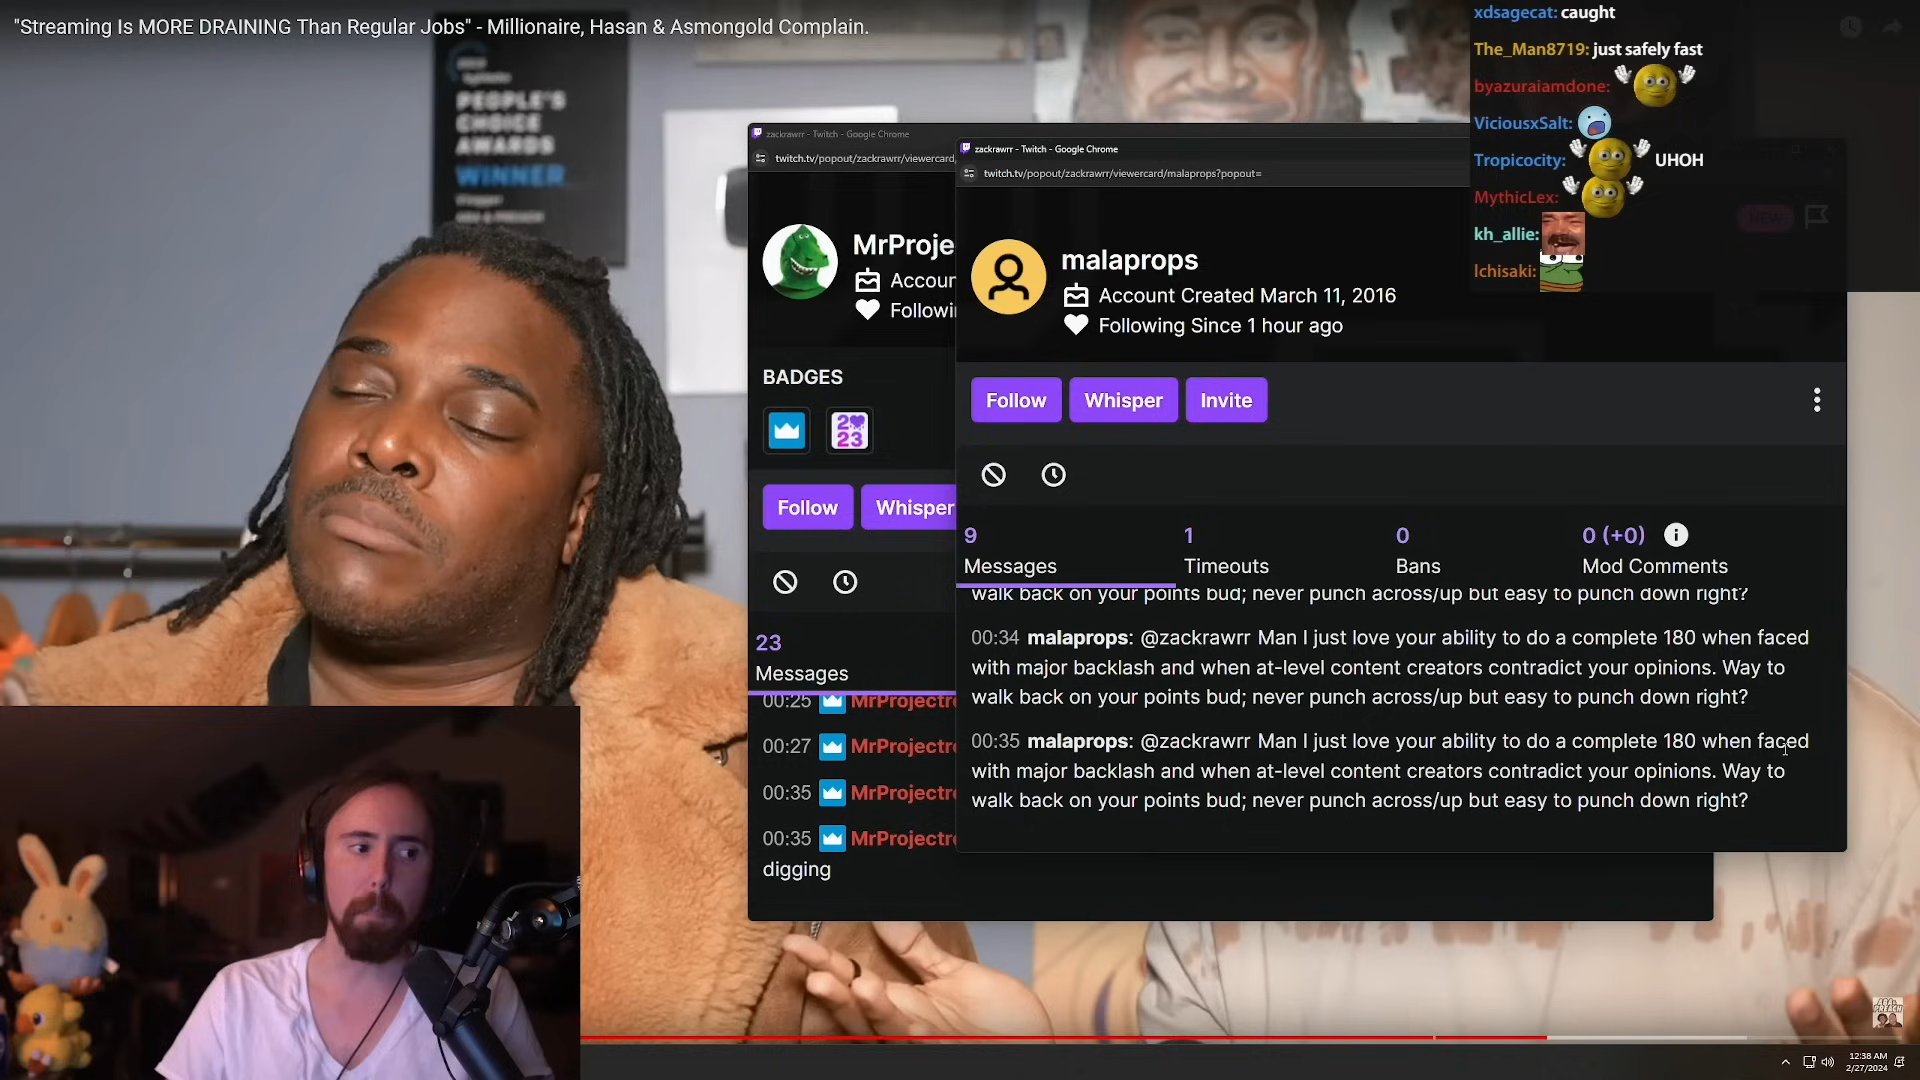 "Streaming Is MORE DRAINING Than Regular Jobs" - Millionaire, Hasan & Asmongold Complain.
PEOPLE'S
CHOICE
AWARDS
WINNER
xdsagecat: caught
The_Man8719: just safely fast
byazuraiamdone:
ViciousxSalt:
Tropicocity: UHOH
MythicLex:
kh_allie:
Ichisaki:
NEW
zackrawrr - Twitch - Google Chrome
twitch.tv/popout/zackrawrr/viewercard
MrProje
Accour
Followi
BADGES
2
23
Follow
Whisper
23
Messages
00:25 MrProjectr
00:27 MrProjectr
00:35 MrProjectr
00:35 MrProjectr
digging
zackrawrr - Twitch - Google Chrome
twitch.tv/popout/zackrawrr/viewercard/malaprops?popout=
malaprops
Account Created March 11, 2016
Following Since 1 hour ago
Follow
Whisper
Invite
9 1 0 0 (+0)
Messages Timeouts Bans Mod Comments
walk back on your points bud; never punch across/up but easy to punch down right?
00:34 malaprops: @zackrawrr Man I just love your ability to do a complete 180 when faced
with major backlash and when at-level content creators contradict your opinions. Way to
walk back on your points bud; never punch across/up but easy to punch down right?
00:35 malaprops: @zackrawrr Man I just love your ability to do a complete 180 when faced
with major backlash and when at-level content creators contradict your opinions. Way to
walk back on your points bud; never punch across/up but easy to punch down right?
PREACH
12:38 AM
2/27/2024